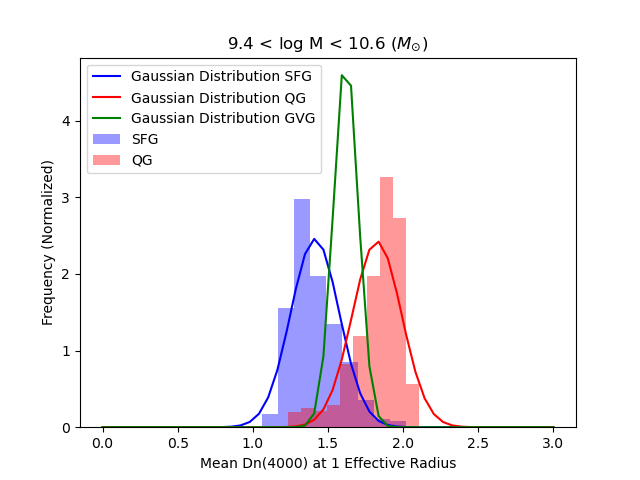 9.4 < log M < 10.6 (M⊙)
Gaussian Distribution SFG
Gaussian Distribution QG
Gaussian Distribution GVG
SFG
QG
Frequency (Normalized)
4
3
2
1
0
0.0 0.5 1.0 1.5 2.0 2.5 3.0
Mean Dn(4000) at 1 Effective Radius